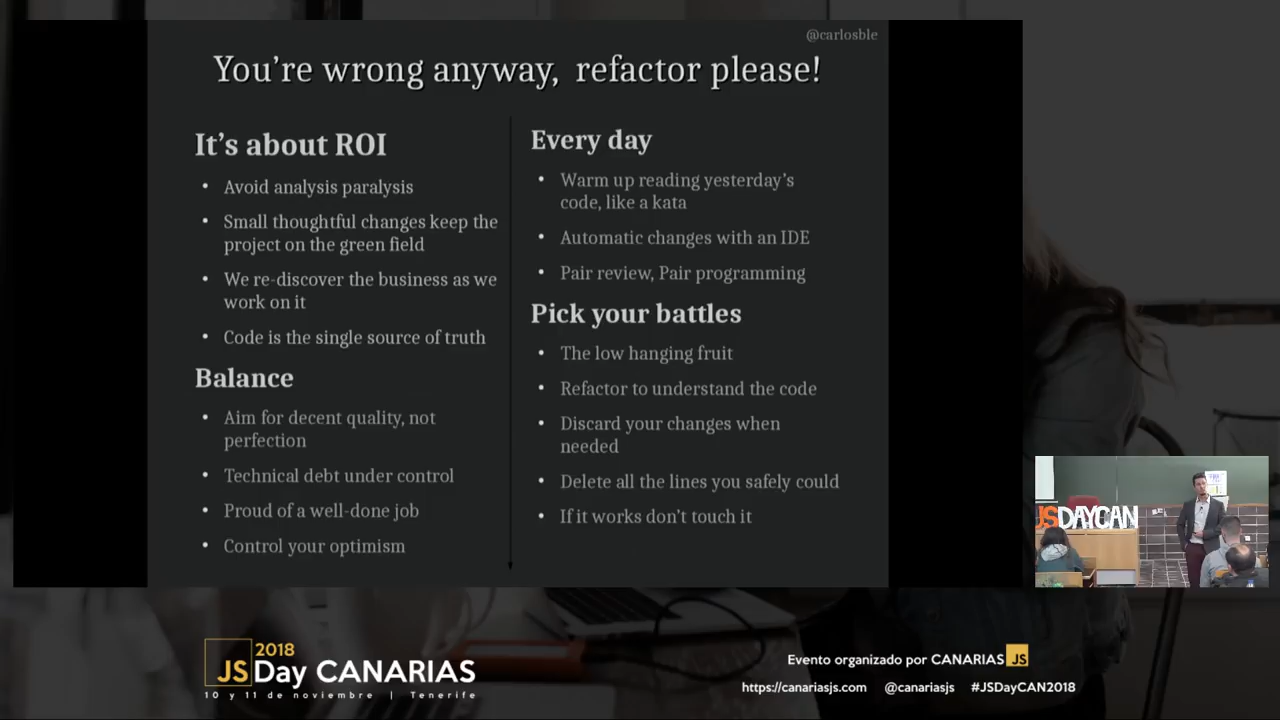 @carlosble
You're wrong anyway, refactor please!
It's about ROI
• Avoid analysis paralysis
• Small thoughtful changes keep the
project on the green field
• We re-discover the business as we
work on it
• Code is the single source of truth
Balance
• Aim for decent quality, not
perfection
• Technical debt under control
• Proud of a well-done job
• Control your optimism
Every day
• Warm up reading yesterday's
code, like a kata
• Automatic changes with an IDE
• Pair review, Pair programming
Pick your battles
• The low hanging fruit
• Refactor to understand the code
• Discard your changes when
needed
• Delete all the lines you safely could
• If it works don't touch it
JSDAYCAN
2018
JSDay CANARIAS
10 y 11 de noviembre | Tenerife
Evento organizado por CANARIAS JS
https://canariasjs.com @canariasjs #JSDayCAN2018